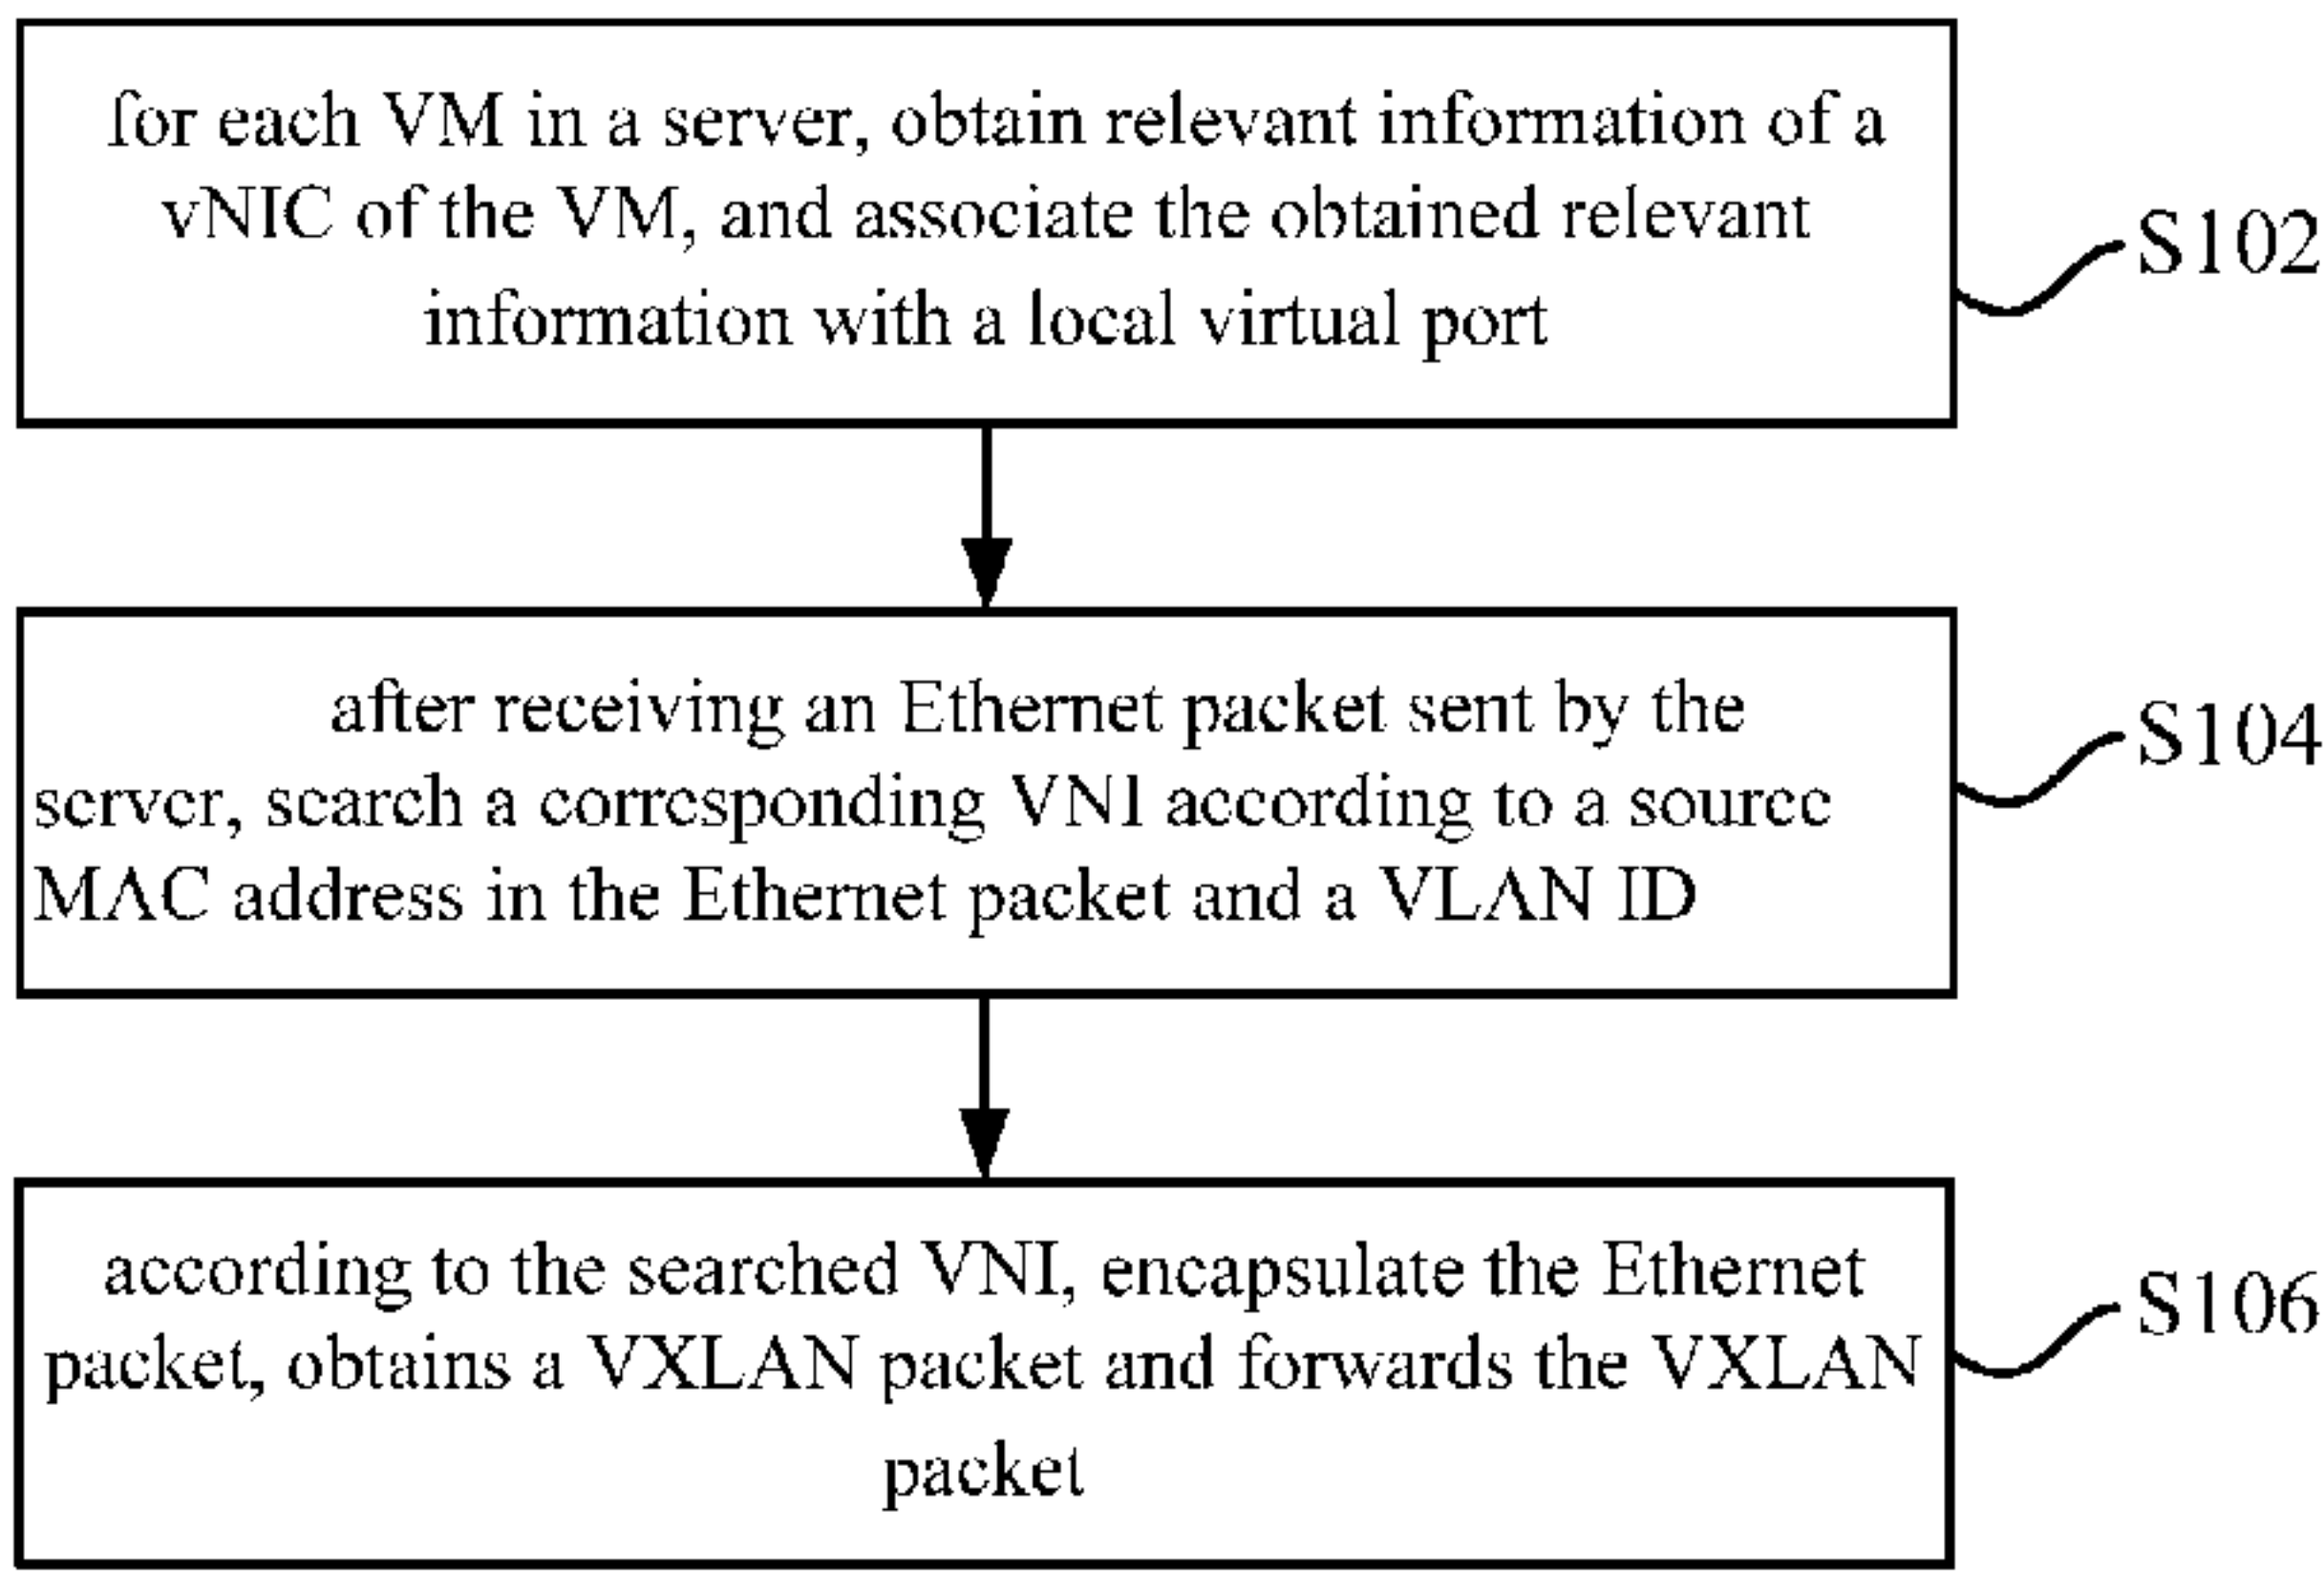 for each VM in a server, obtain relevant information of a
vNIC of the VM, and associate the obtained relevant
information with a local virtual port
S102
after receiving an Ethernet packet sent by the
server, search a corresponding VNI according to a source
MAC address in the Ethernet packet and a VLAN ID
S104
according to the searched VNI, encapsulate the Ethernet
packet, obtains a VXLAN packet and forwards the VXLAN
packet
S106